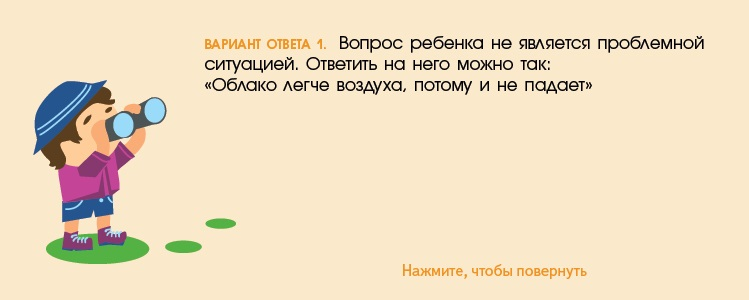 ВАРИАНТ ОТВЕТА 1. Вопрос ребенка не является проблемной
ситуацией. Ответить на него можно так:
«Облако легче воздуха, потому и не падает»
Нажмите, чтобы повернуть